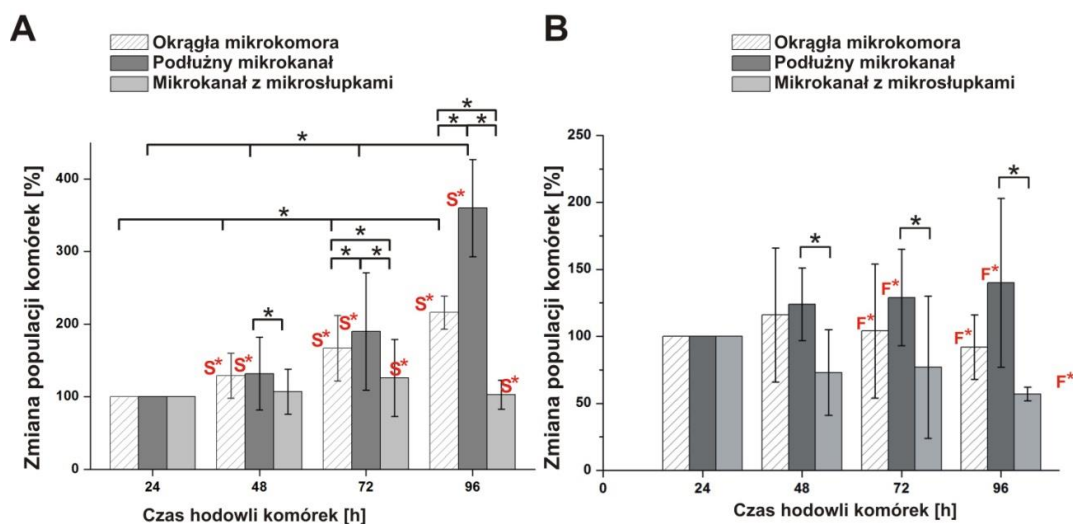 A
Okrągła mikrokomora
Podłużny mikrokanał
Mikrokanał z mikrosłupkami
Zmiana populacji komórek [%]
400
300
200
100
0
*
*
*
* *
*
* *
*
S* S*
S* S* S*
S* S* S*
24 48 72 96
Czas hodowli komórek [h]
B
Okrągła mikrokomora
Podłużny mikrokanał
Mikrokanał z mikrosłupkami
Zmiana populacji komórek [%]
250
200
150
100
50
0
*
*
*
F* F*
F* F*
F*
0 24 48 72 96
Czas hodowli komórek [h]